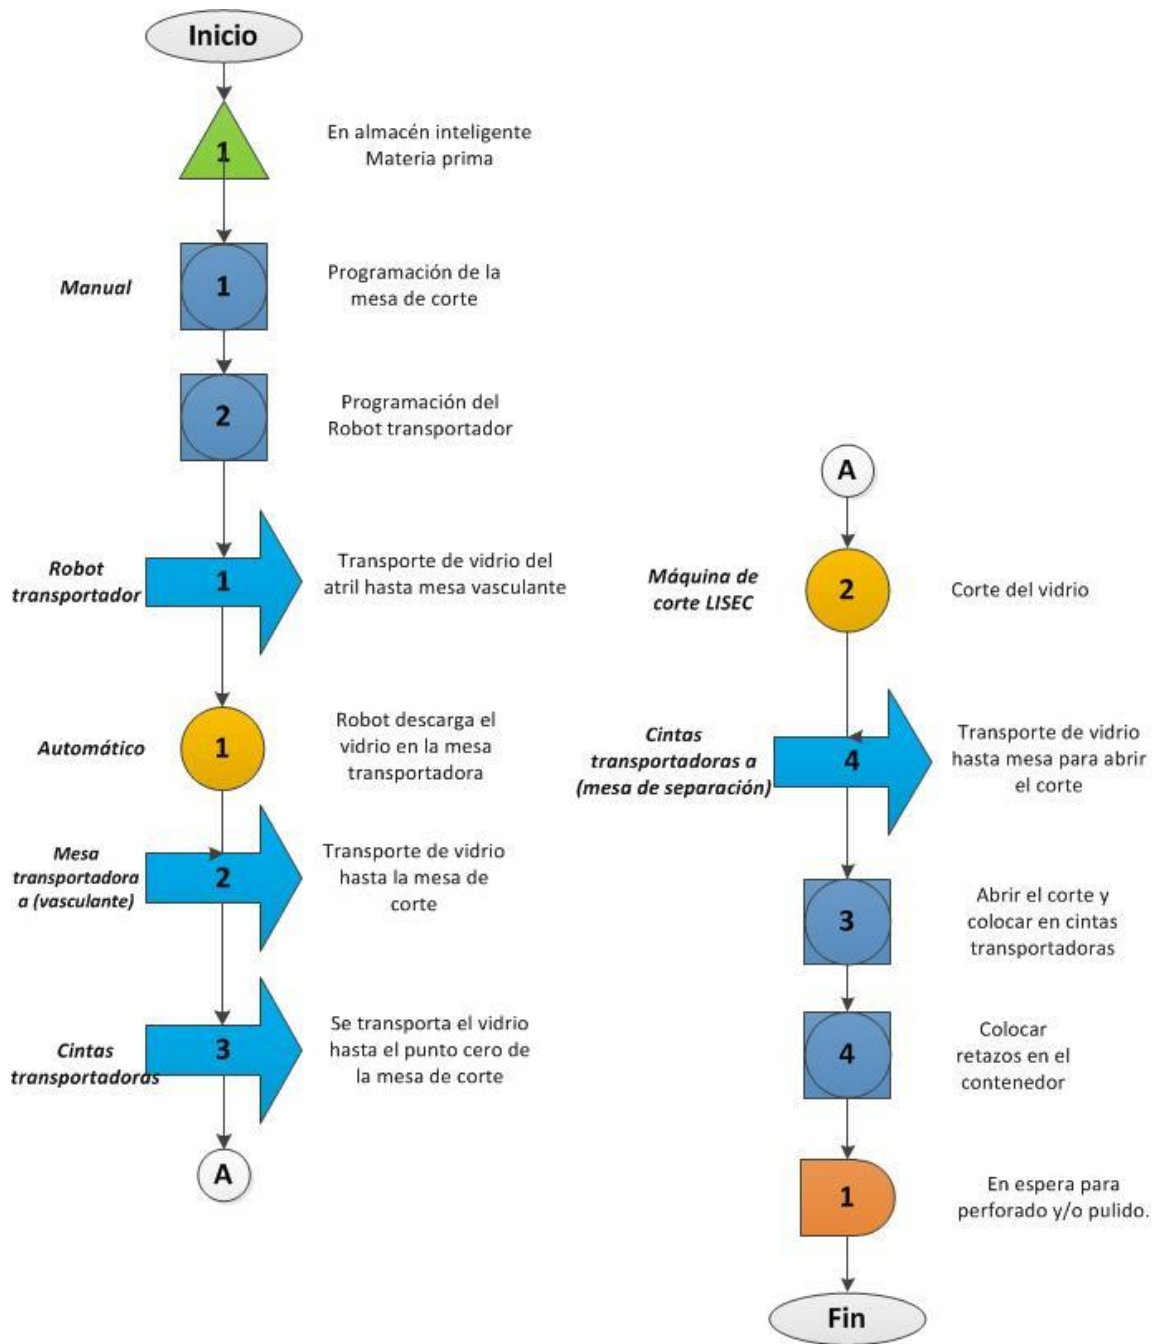 Inicio
1
En almacén inteligente
Materia prima
Manual
1
Programación de la
mesa de corte
2
Programación del
Robot transportador
Robot
transportador
1
Transporte de vidrio del
atril hasta mesa vasculante
Automático
1
Robot descarga el
vidrio en la mesa
transportadora
Mesa
transportadora
a (vasculante)
2
Transporte de vidrio
hasta la mesa de
corte
Cintas
transportadoras
3
Se transporta el vidrio
hasta el punto cero de
la mesa de corte
A
A
Máquina de
corte LISEC
2
Corte del vidrio
Cintas
transportadoras a
(mesa de separación)
4
Transporte de vidrio
hasta mesa para abrir
el corte
3
Abrir el corte y
colocar en cintas
transportadoras
4
Colocar
retazos en el
contenedor
1
En espera para
perforado y/o pulido.
Fin